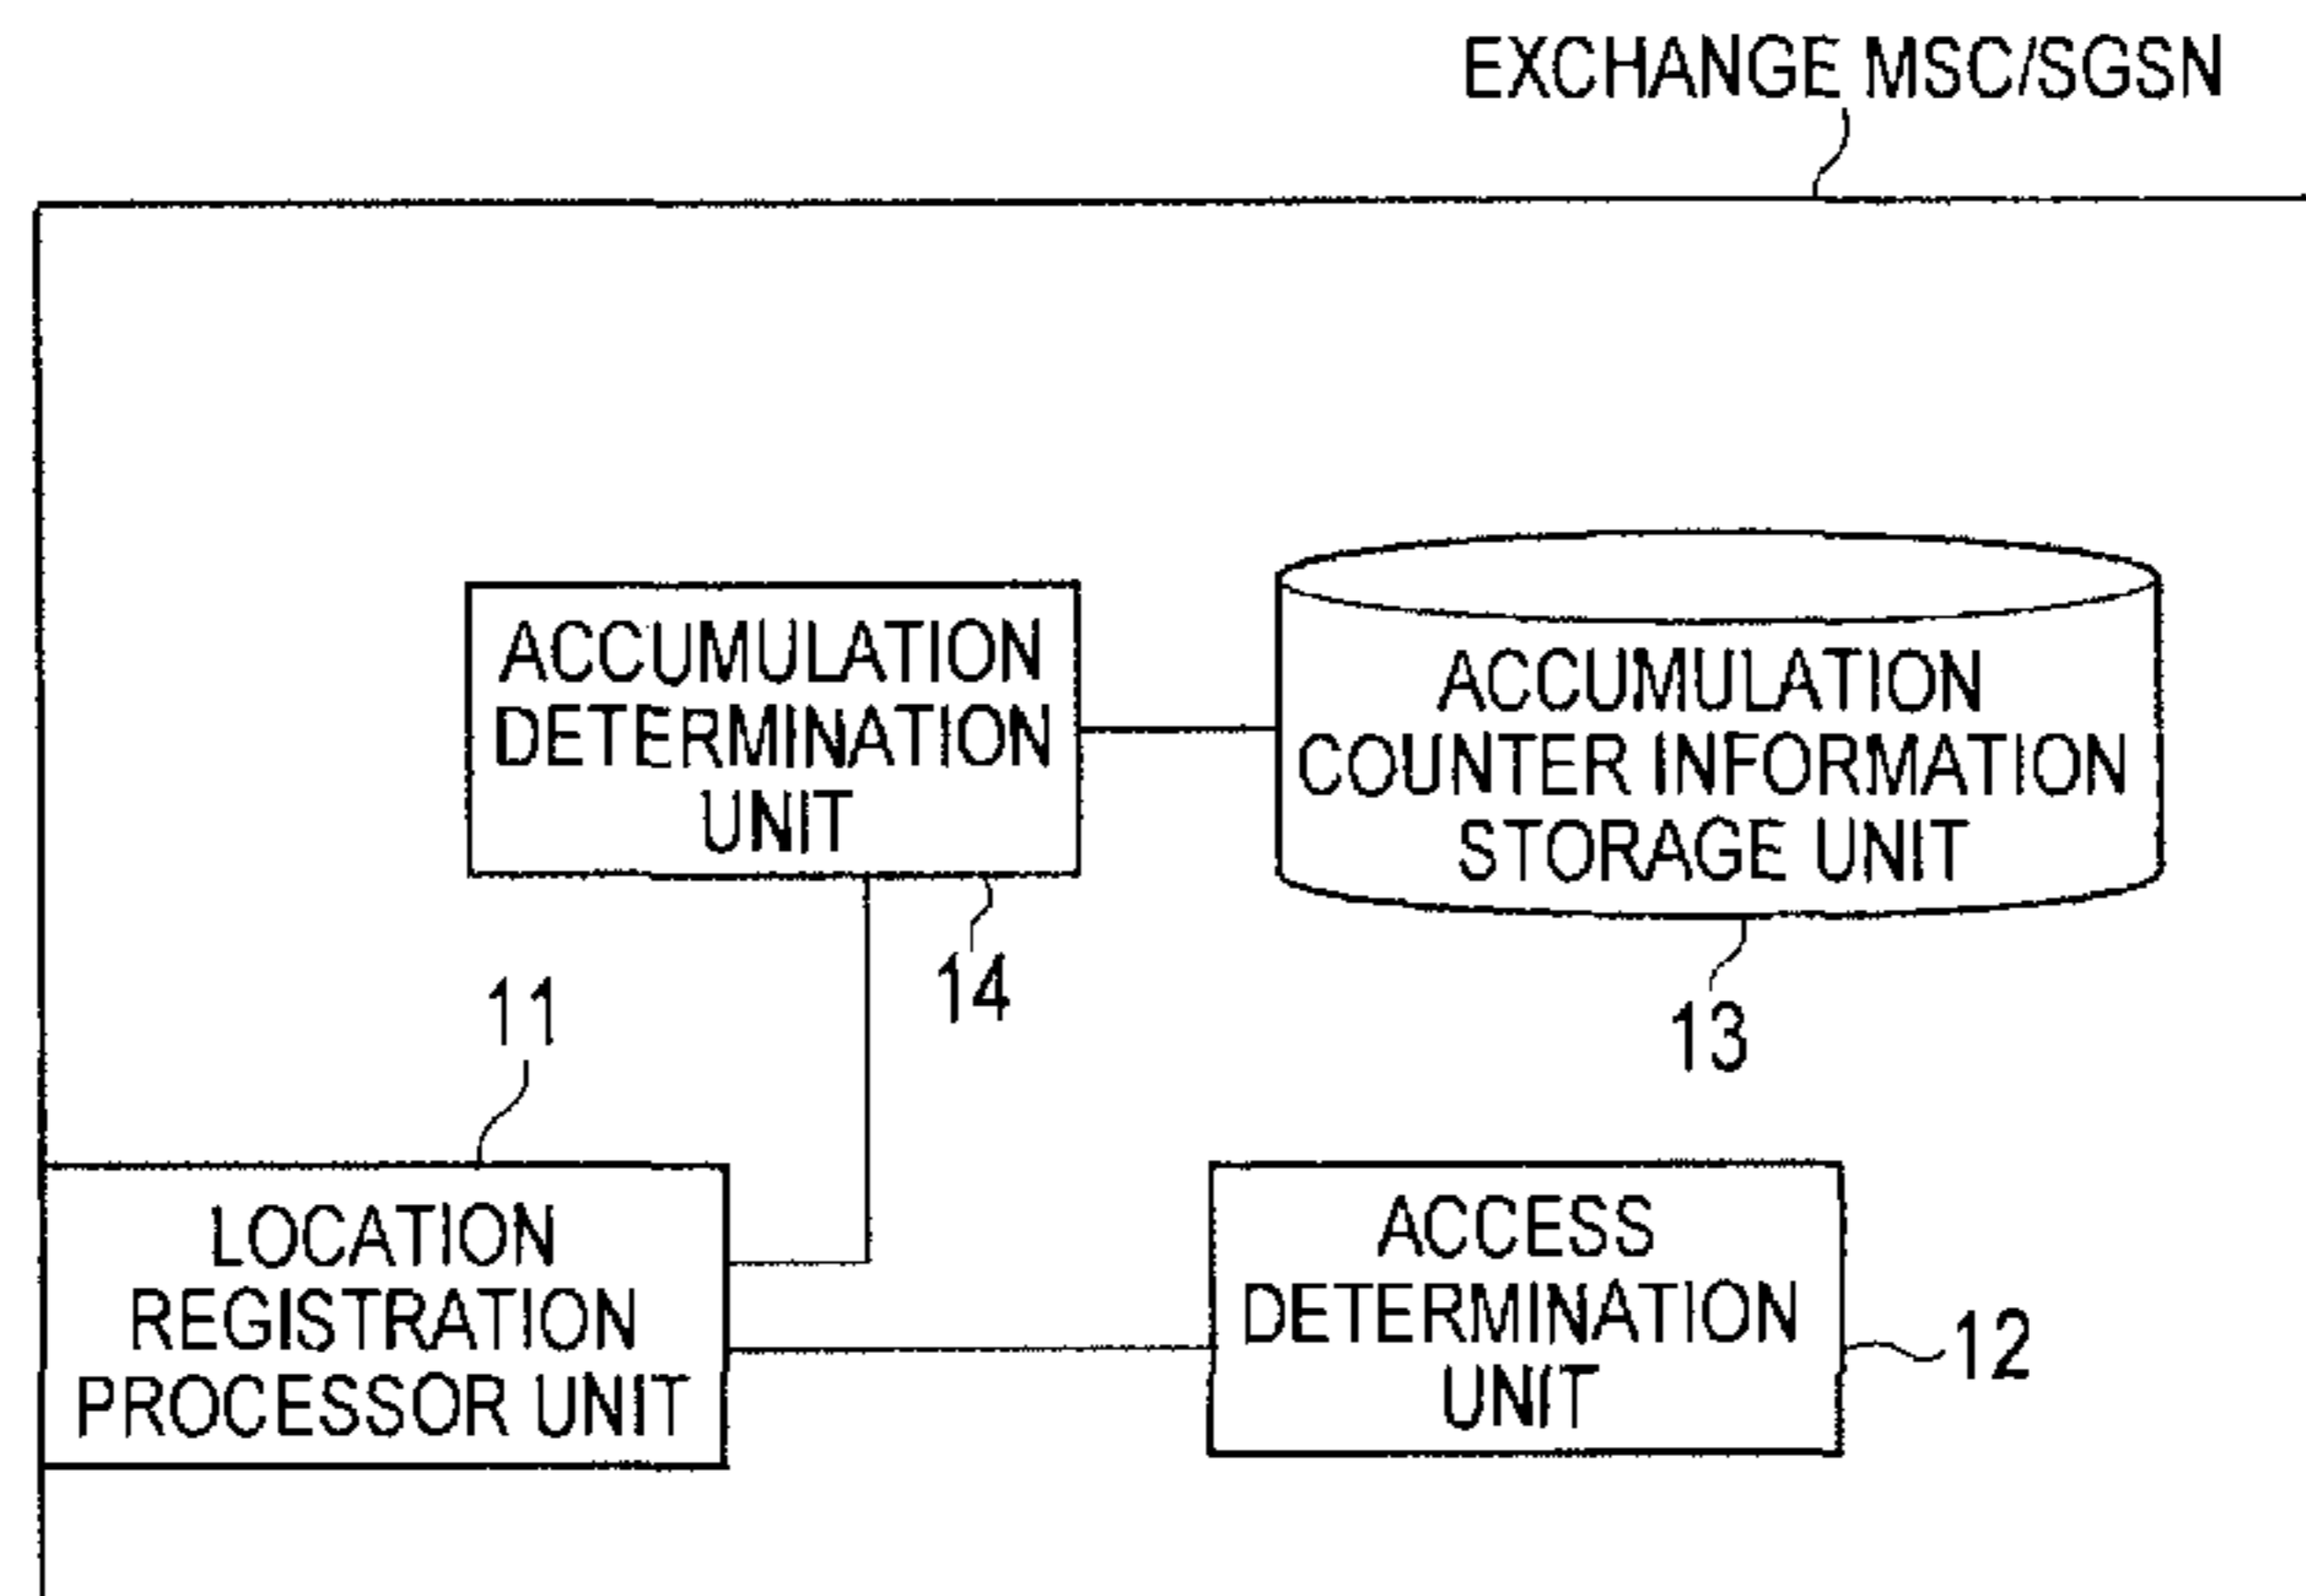 EXCHANGE MSC/SGSN
ACCUMULATION
DETERMINATION
UNIT
ACCUMULATION
COUNTER INFORMATION
STORAGE UNIT
14
13
11
LOCATION
REGISTRATION
PROCESSOR UNIT
ACCESS
DETERMINATION
UNIT
12